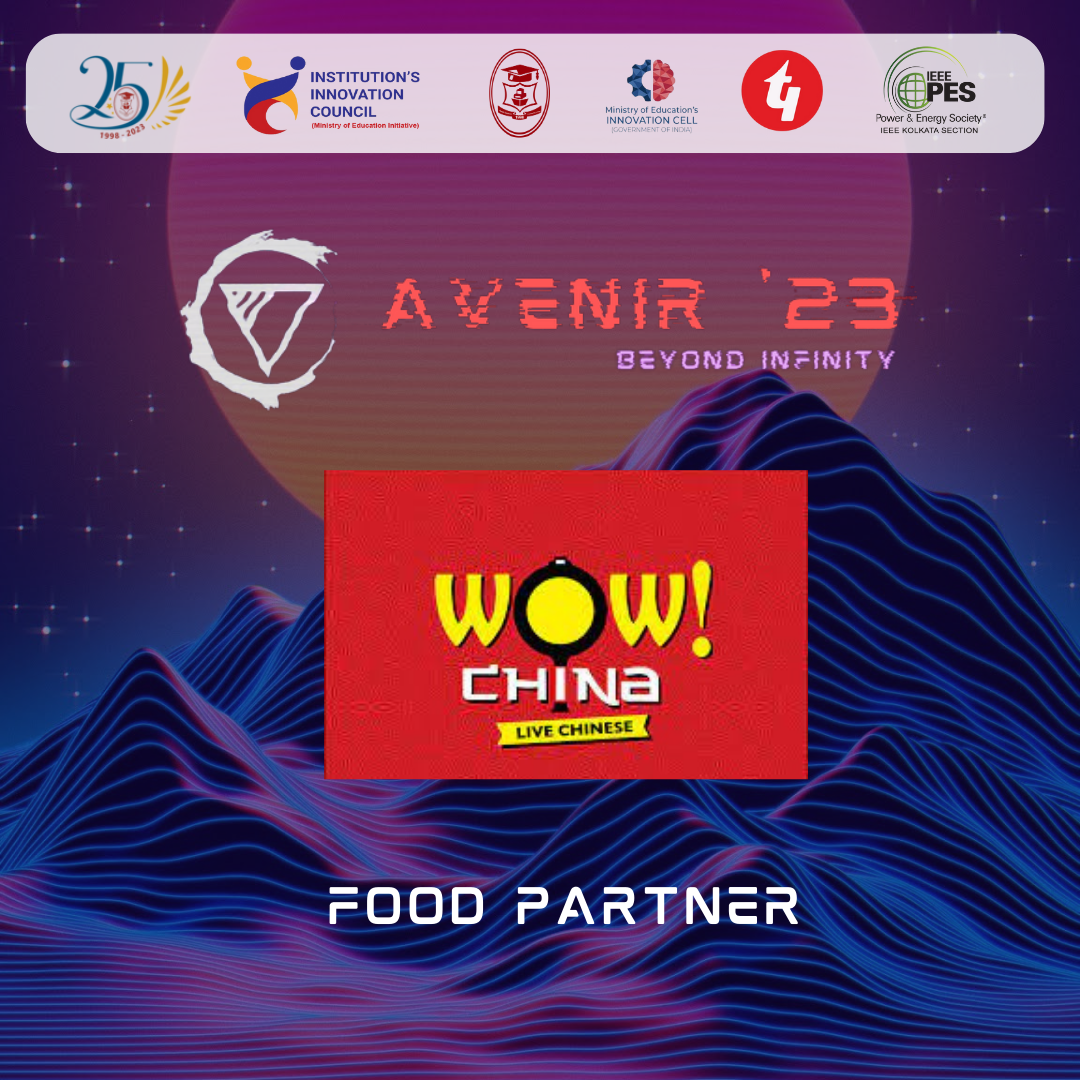 25
1998 - 2023
INSTITUTION'S
INNOVATION
COUNCIL
(Ministry of Education Initiative)
Ministry of Education's
INNOVATION CELL
(GOVERNMENT OF INDIA)
IEEE
PES
Power & Energy Society®
IEEE KOLKATA SECTION
AVENIR '23
BEYOND INFINITY
WOW!
CHINa
LIVE CHINESE
FOOD PARTNER